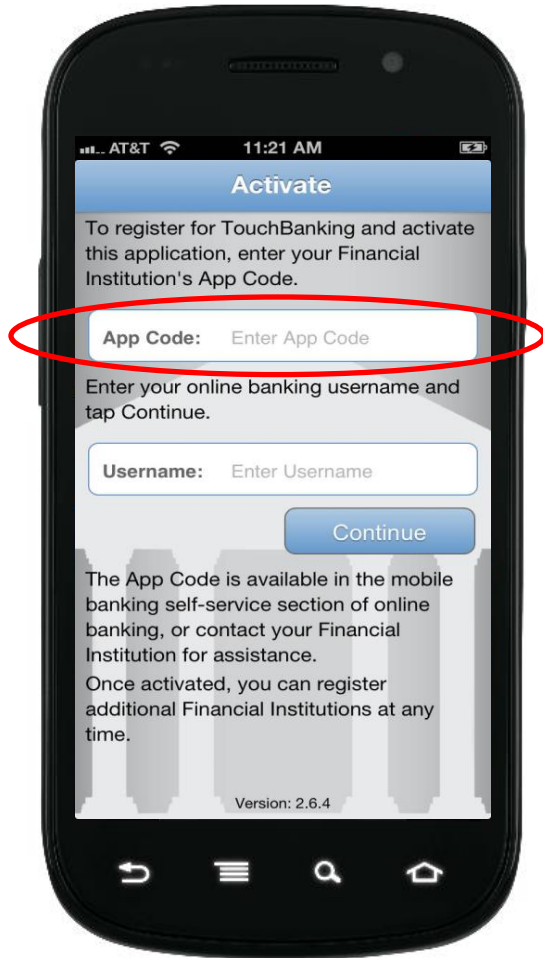 AT&T 11:21 AM
Activate
To register for TouchBanking and activate
this application, enter your Financial
Institution's App Code.
App Code: Enter App Code
Enter your online banking username and
tap Continue.
Username: Enter Username
Continue
The App Code is available in the mobile
banking self-service section of online
banking, or contact your Financial
Institution for assistance.
Once activated, you can register
additional Financial Institutions at any
time.
Version: 2.6.4